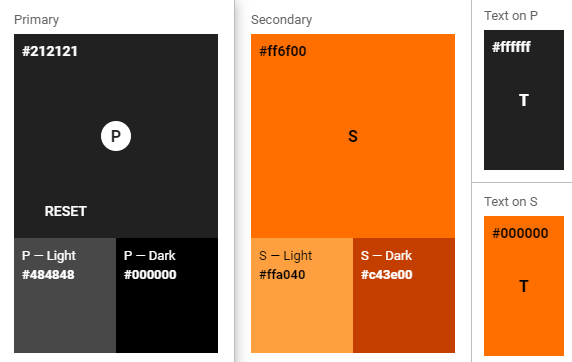 Primary
#212121
P
RESET
P — Light
#484848
P — Dark
#000000
Secondary
#ff6f00
S
S — Light
#ffa040
S — Dark
#c43e00
Text on P
#ffffff
T
Text on S
#000000
T